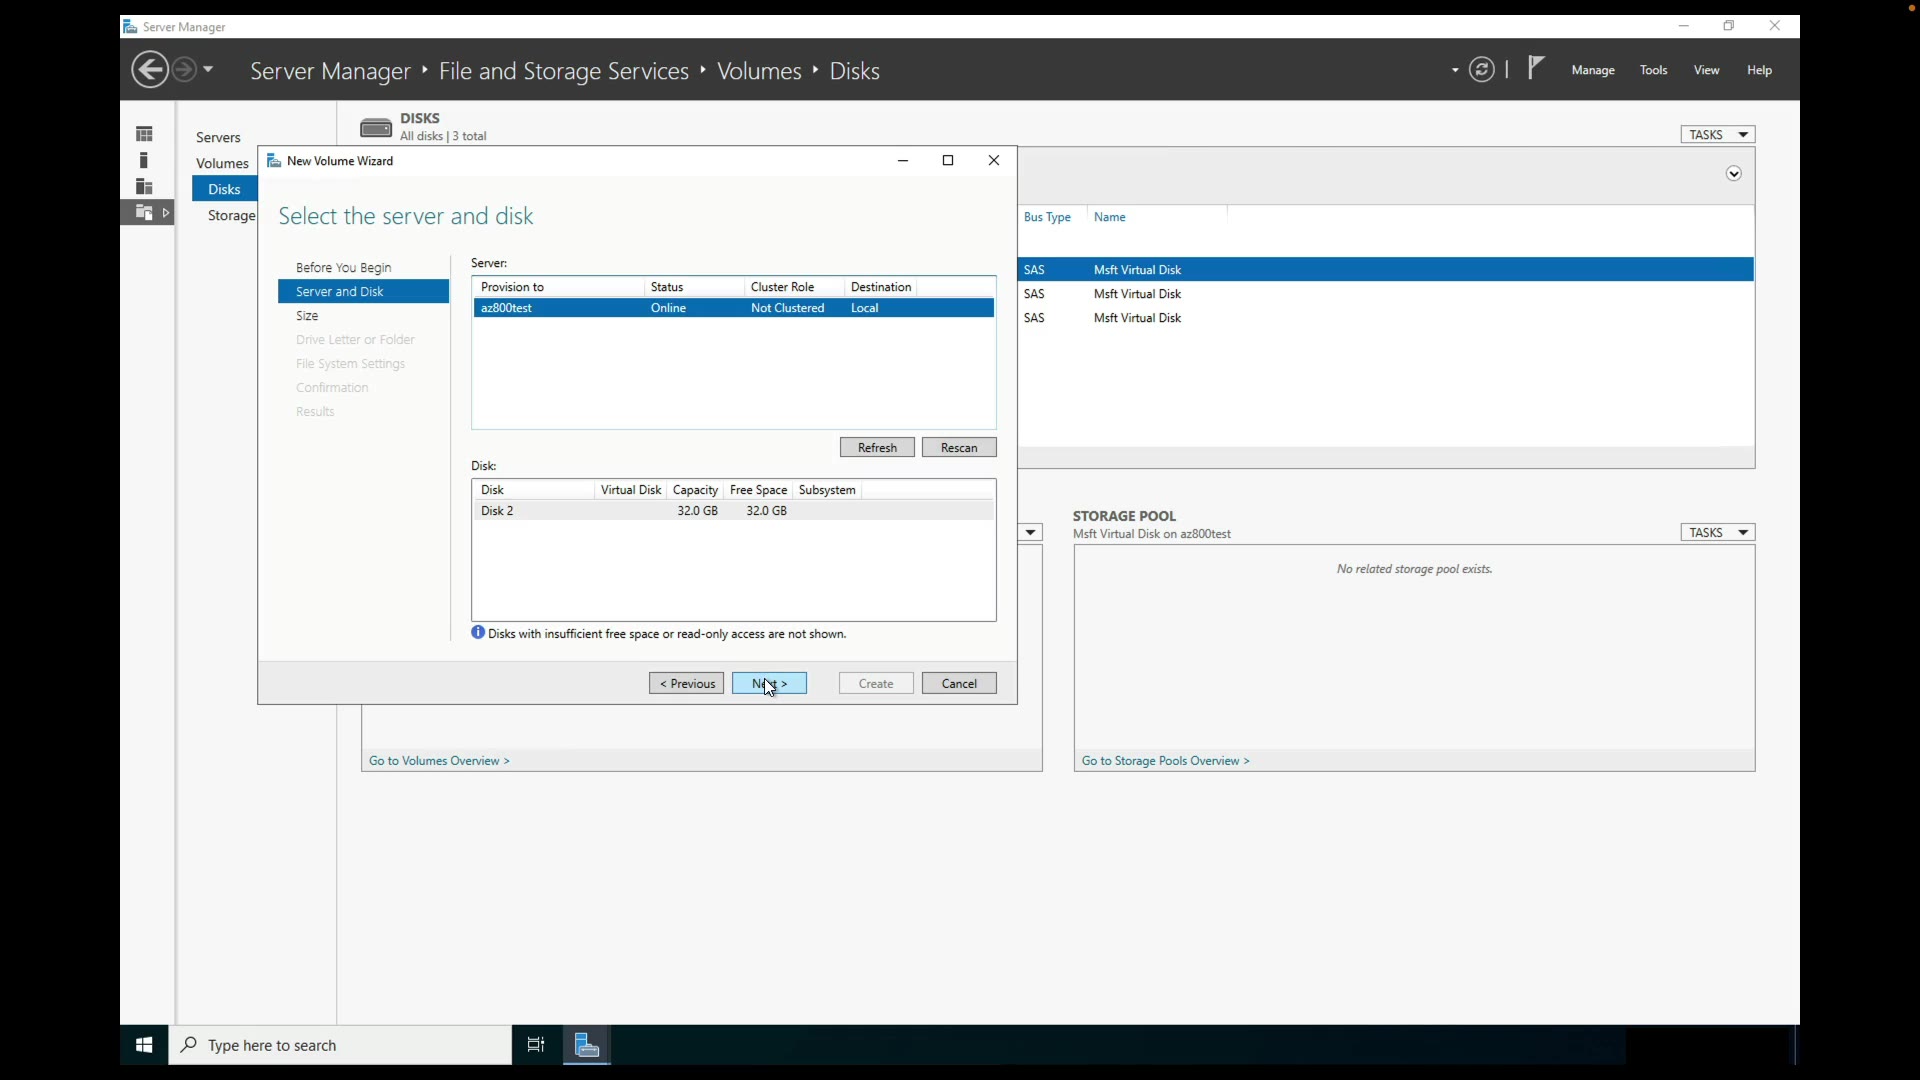 Server Manager
Server Manager ‣ File and Storage Services ‣ Volumes ‣ Disks
Manage Tools View Help
Servers
Volumes
Disks
Storage
DISKS
All disks | 3 total
TASKS
Bus Type Name
SAS Msft Virtual Disk
SAS Msft Virtual Disk
SAS Msft Virtual Disk
New Volume Wizard
Select the server and disk
Before You Begin
Server and Disk
Size
Drive Letter or Folder
File System Settings
Confirmation
Results
Server:
Provision to Status Cluster Role Destination
az800test Online Not Clustered Local
Refresh Rescan
Disk:
Disk Virtual Disk Capacity Free Space Subsystem
Disk 2 32.0 GB 32.0 GB
Disks with insufficient free space or read-only access are not shown.
< Previous Next > Create Cancel
STORAGE POOL
Msft Virtual Disk on az800test
TASKS
No related storage pool exists.
Go to Volumes Overview >
Go to Storage Pools Overview >
Type here to search